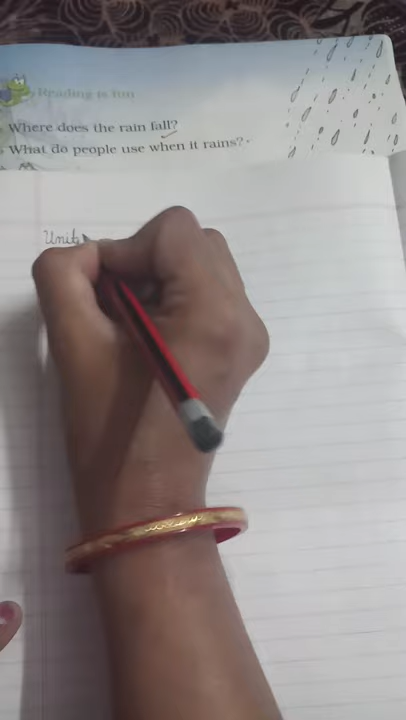 Reading is fun
Where does the rain fall?
What do people use when it rains?
Unit